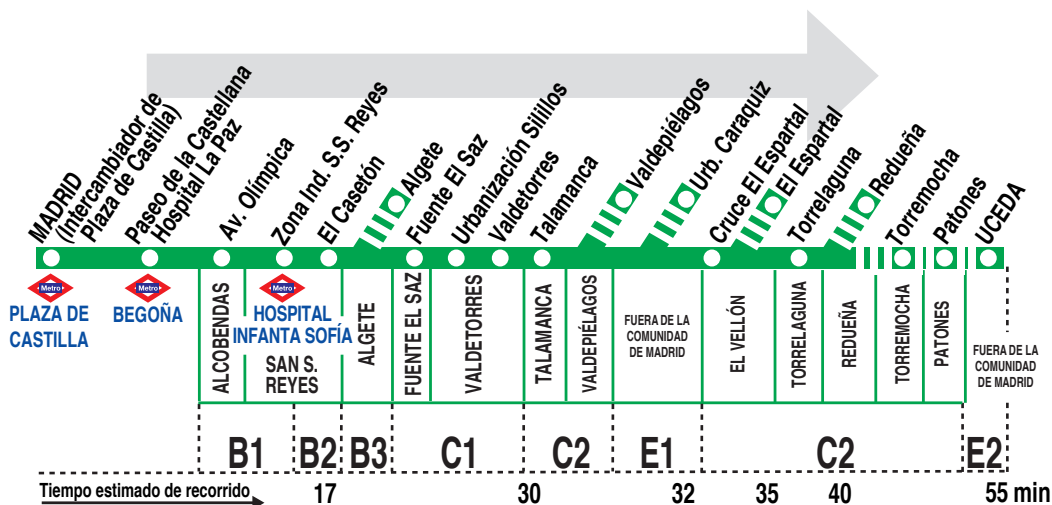 MADRID
(Intercambiador de
Plaza de Castilla)
Paseo de la Castellana
Hospital La Paz
Av. Olímpica
Zona Ind. S.S. Reyes
El Casetón
Algete
Fuente El Saz
Urbanización Silillos
Valdetorres
Talamanca
Valdepiélagos
Urb. Caraquiz
Cruce El Espartal
El Espartal
Torrelaguna
Redueña
Torremocha
Patones
UCEDA
Metro
PLAZA DE
CASTILLA
Metro
BEGOÑA
Metro
HOSPITAL
INFANTA SOFÍA
ALCOBENDAS
SAN S.
REYES
ALGETE
FUENTE EL SAZ
VALDETORRES
TALAMANCA
VALDEPIÉLAGOS
FUERA DE LA
COMUNIDAD
DE MADRID
EL VELLÓN
TORRELAGUNA
REDUEÑA
TORREMOCHA
PATONES
FUERA DE LA
COMUNIDAD
DE MADRID
B1 B2 B3 C1 C2 E1 C2 E2
Tiempo estimado de recorrido 17 30 32 35 40 55 min